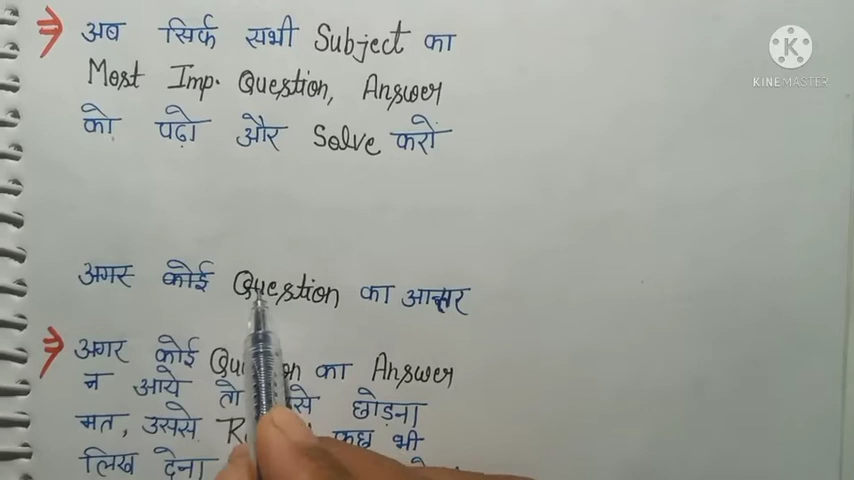 ⇒ अब सिर्फ सभी Subject का
Most Imp. Question, Answer
को पढ़ो और Solve करों
अगर कोई Question का आन्सर
⇒ अगर कोई का Answer
न आये तो छोड़ना
मत, उससे कुछ भी
लिख देना
K
KINEMASTER